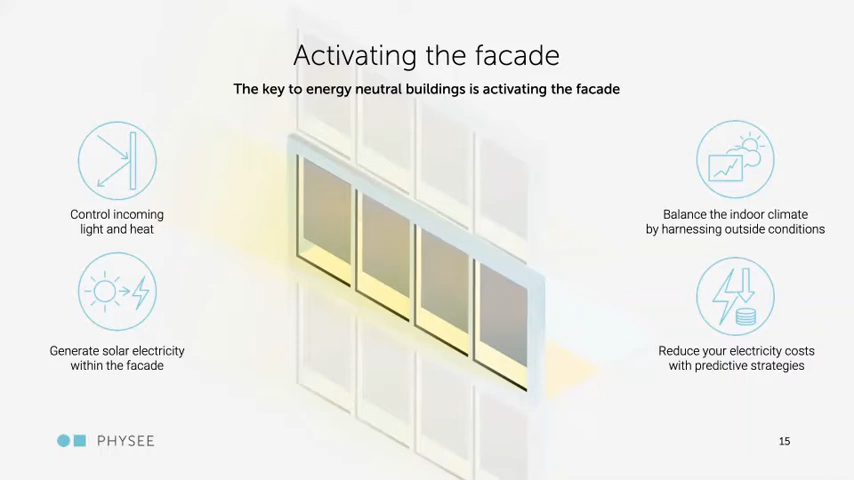 Activating the facade
The key to energy neutral buildings is activating the facade
Control incoming
light and heat
Generate solar electricity
within the facade
Balance the indoor climate
by harnessing outside conditions
Reduce your electricity costs
with predictive strategies
PHYSEE
15